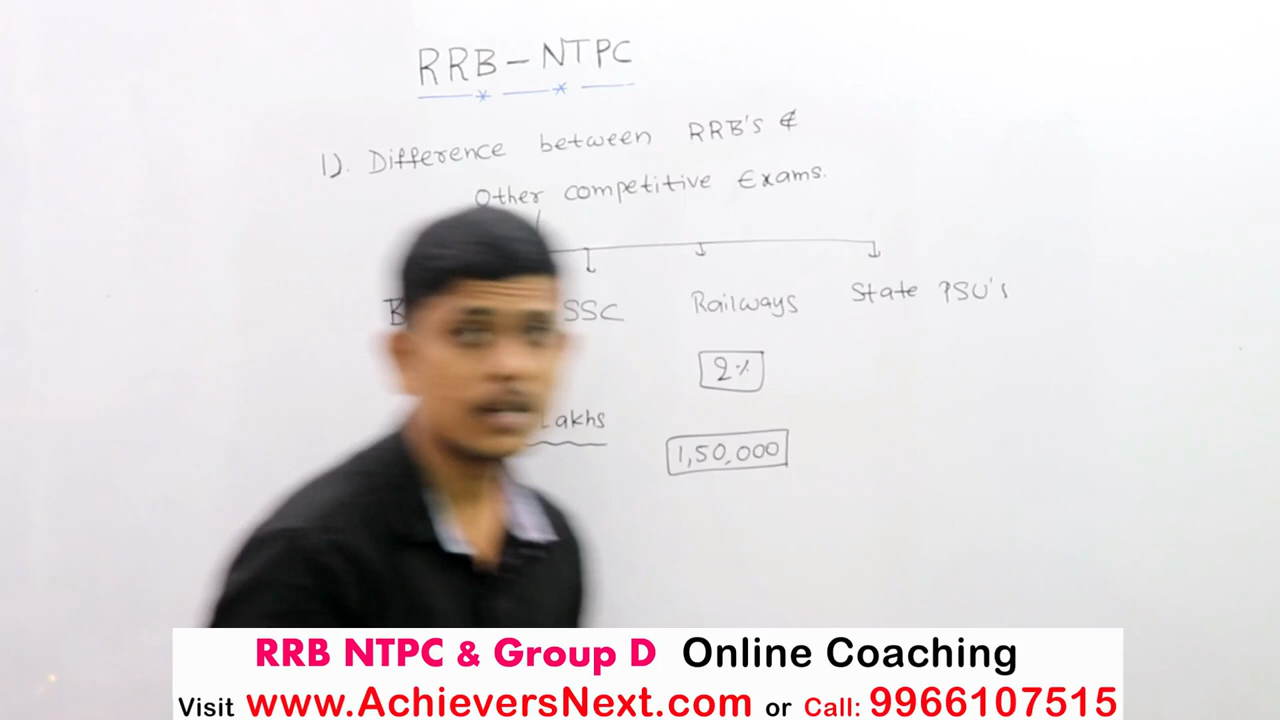 RRB-NTPC
1). Difference between RRB's &
Other competitive Exams.
SSC Railways State PSU's
2%
Lakhs
1,50,000
RRB NTPC & Group D Online Coaching
Visit www.AchieversNext.com or Call: 9966107515